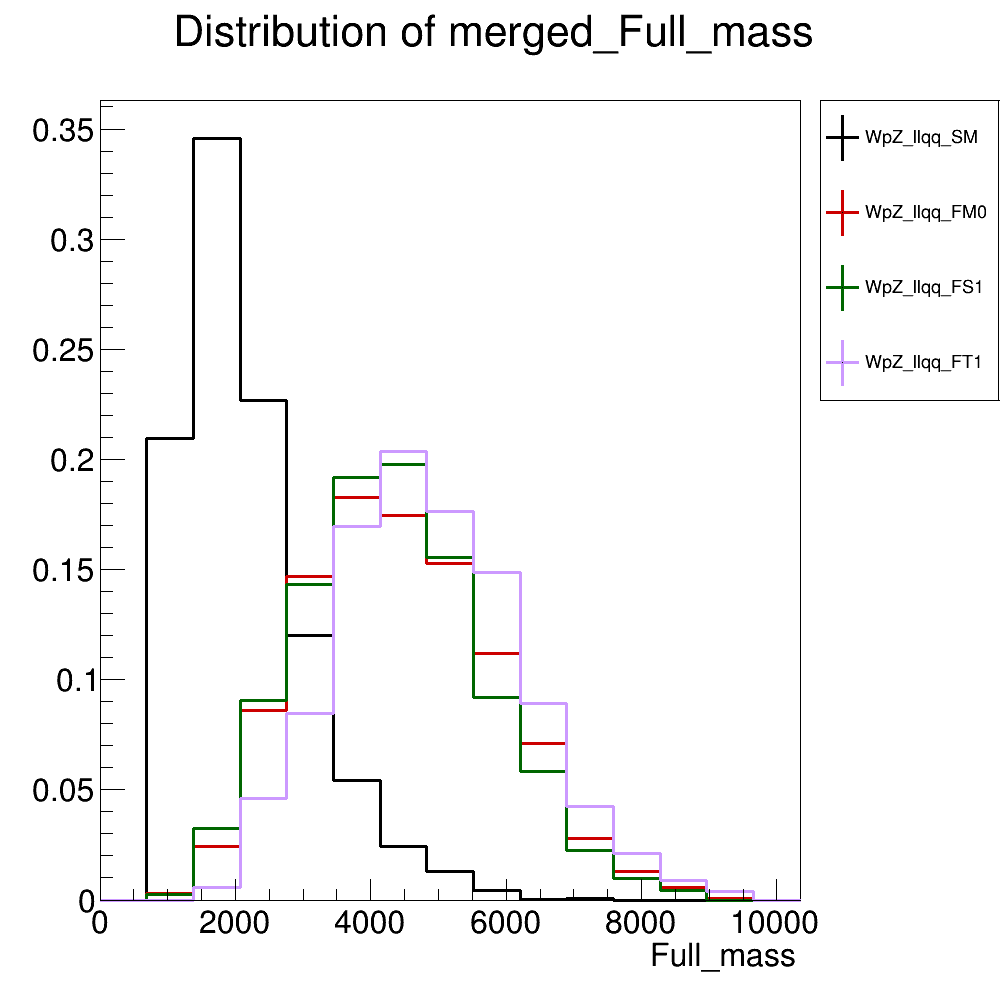 Distribution of merged_Full_mass
0.35
0.3
0.25
0.2
0.15
0.1
0.05
0
0 2000 4000 6000 8000 10000
Full_mass
WpZ_llqq_SM
WpZ_llqq_FM0
WpZ_llqq_FS1
WpZ_llqq_FT1